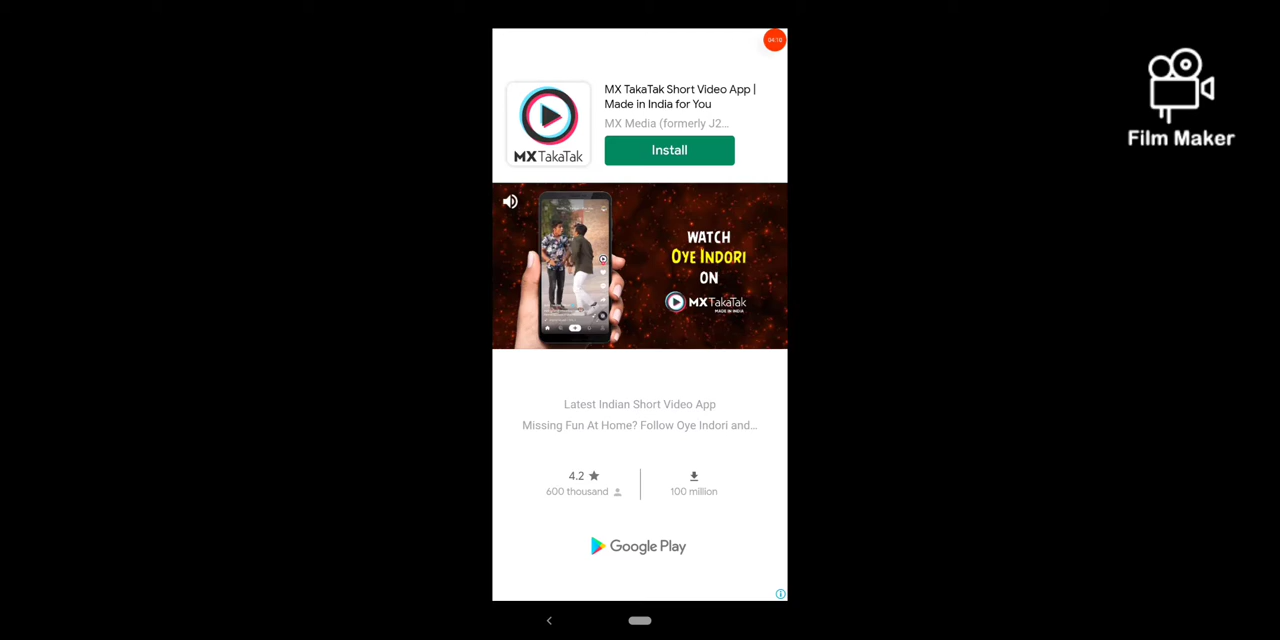 04:10
MX TakaTak Short Video App |
Made in India for You
MX Media (formerly J2...
Install
MXTakaTak
WATCH
OYE INDORI
ON
MXTakaTak
MADE IN INDIA
Latest Indian Short Video App
Missing Fun At Home? Follow Oye Indori and...
4.2
600 thousand
100 million
Google Play
Film Maker